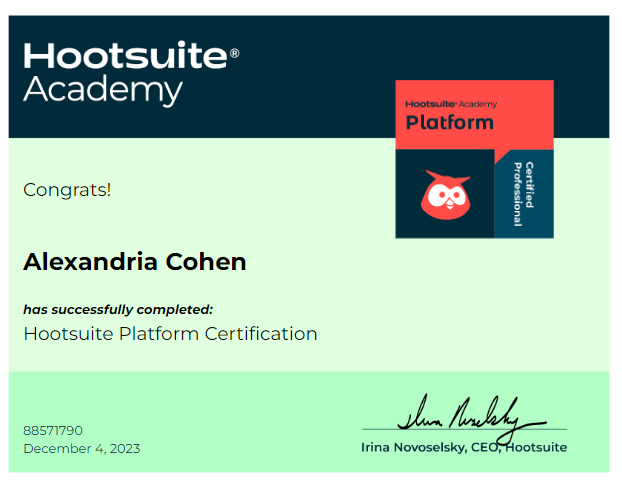 Hootsuite®
Academy
Hootsuite® Academy
Platform
Certified
Professional
Congrats!
Alexandria Cohen
has successfully completed:
Hootsuite Platform Certification
88571790
December 4, 2023
Irina Novoselsky
Irina Novoselsky, CEO, Hootsuite